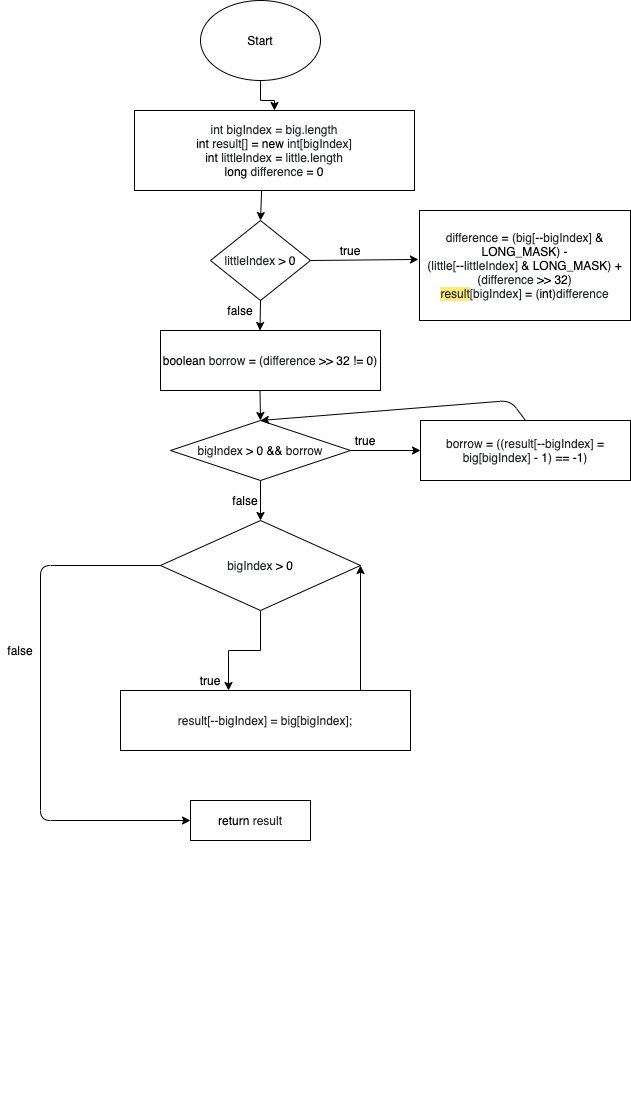 Start
int bigIndex = big.length
int result[] = new int[bigIndex]
int littleIndex = little.length
long difference = 0
littleIndex > 0
true
difference = (big[--bigIndex] &
LONG_MASK) -
(little[--littleIndex] & LONG_MASK) +
(difference >> 32)
result[bigIndex] = (int)difference
false
boolean borrow = (difference >> 32 != 0)
bigIndex > 0 && borrow
true
borrow = ((result[--bigIndex] =
big[bigIndex] - 1) == -1)
false
bigIndex > 0
false
true
result[--bigIndex] = big[bigIndex];
return result